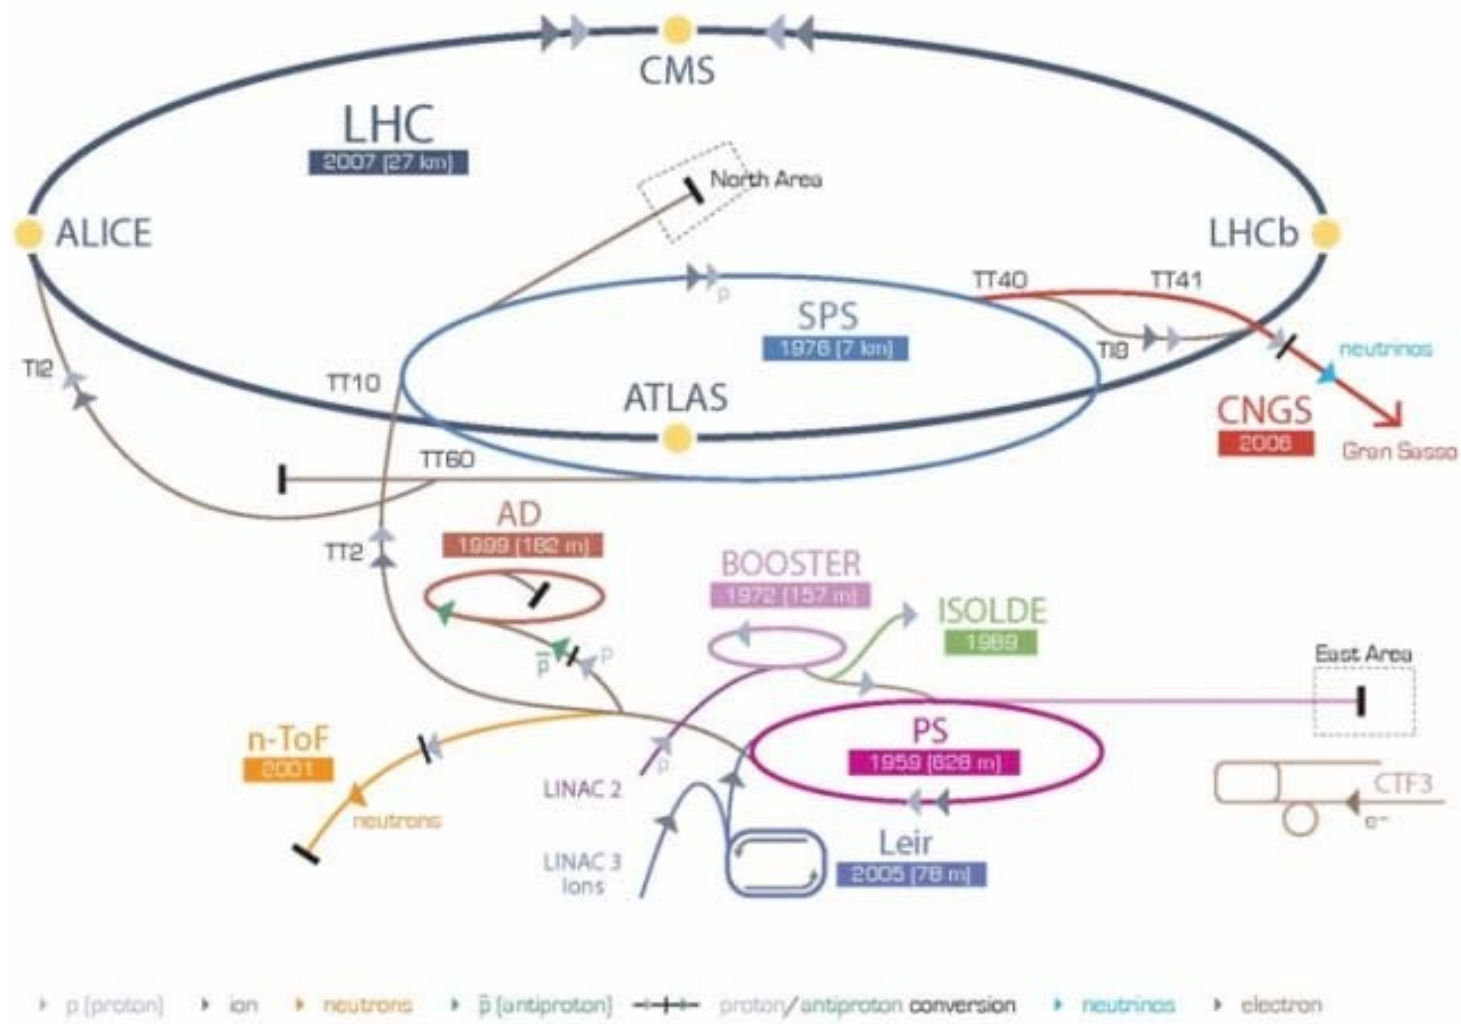 CMS
LHC
2007 (27 km)
North Area
ALICE
LHCb
TT40
TT41
SPS
1976 (7 km)
p
TI8
neutrinos
TI2
TT10
ATLAS
CNGS
2006
Gran Sasso
TT60
AD
1999 (182 m)
TT2
BOOSTER
1972 (157 m)
ISOLDE
1989
p̅
p
East Area
n-ToF
2001
PS
1959 (628 m)
p
LINAC 2
neutrons
CTF3
e-
Leir
2005 (78 m)
LINAC 3
Ions
p [proton] ion neutrons p̅ [antiproton] proton/antiproton conversion neutrinos electron